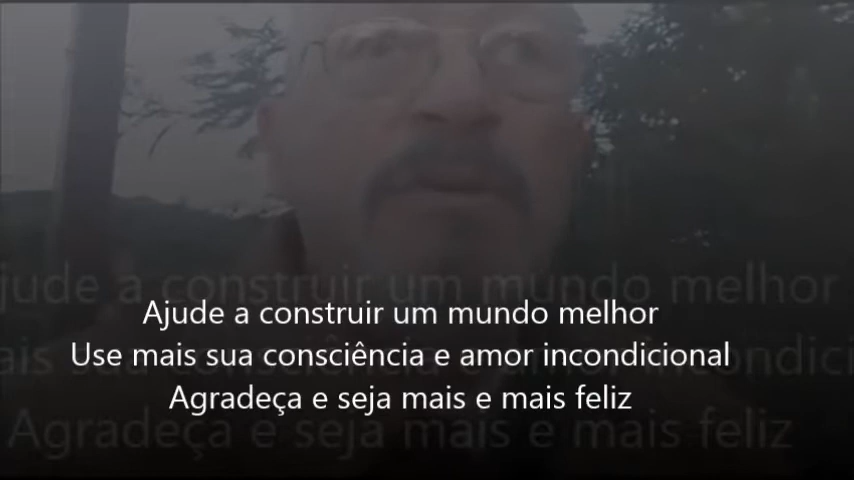 Ajude a construir um mundo melhor
Use mais sua consciência e amor incondicional
Agradeça e seja mais e mais feliz